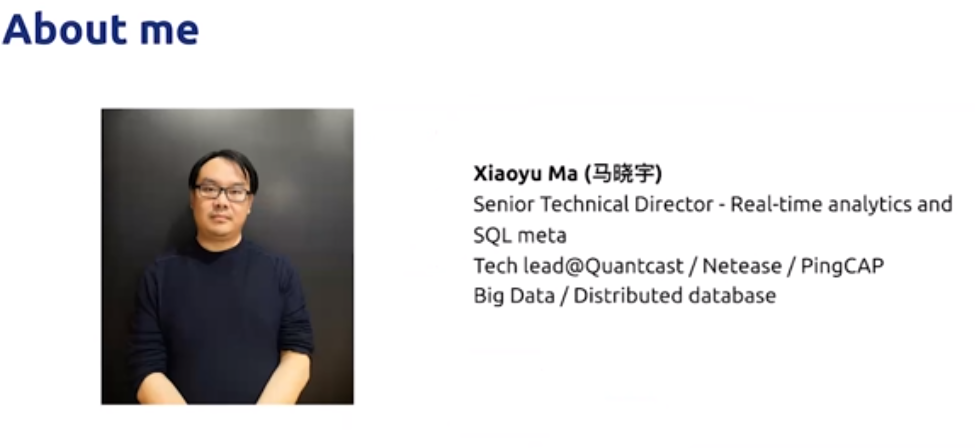 About me
Xiaoyu Ma (马晓宇)
Senior Technical Director - Real-time analytics and
SQL meta
Tech lead@Quantcast / Netease / PingCAP
Big Data / Distributed database